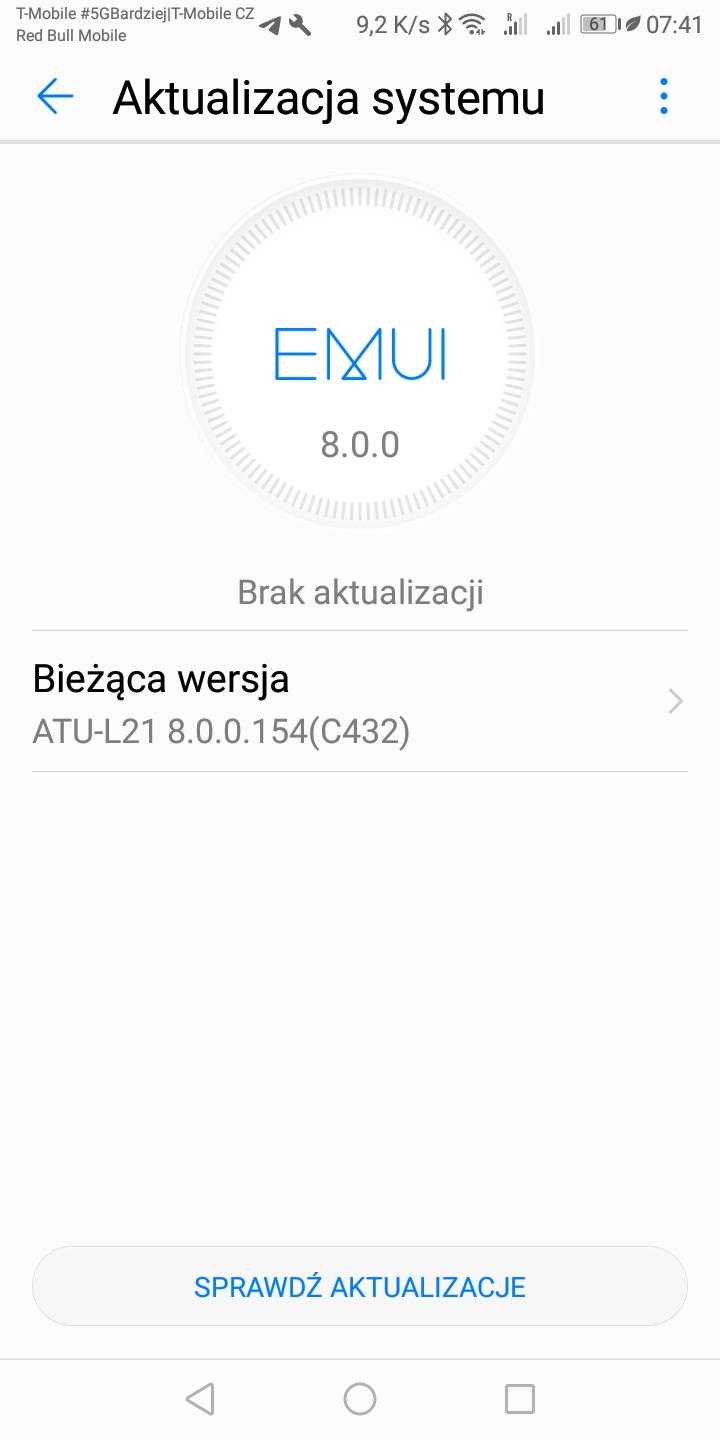 T-Mobile #5GBardziej|T-Mobile CZ
Red Bull Mobile
9,2 K/s
R
61
07:41
Aktualizacja systemu
EMUI
8.0.0
Brak aktualizacji
Bieżąca wersja
ATU-L21 8.0.0.154(C432)
SPRAWDŹ AKTUALIZACJE